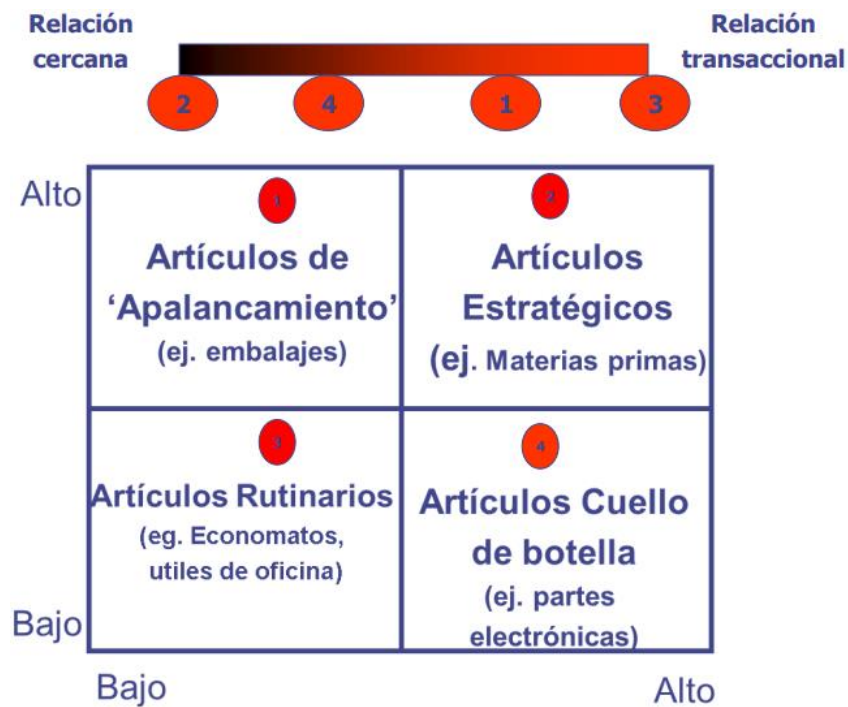 Relación
cercana
Relación
transaccional
2
4
1
3
Alto
1
2
Artículos de
‘Apalancamiento’
(ej. embalajes)
Artículos
Estratégicos
(ej. Materias primas)
3
4
Artículos Rutinarios
(eg. Economatos,
utiles de oficina)
Artículos Cuello
de botella
(ej. partes
electrónicas)
Bajo
Bajo
Alto